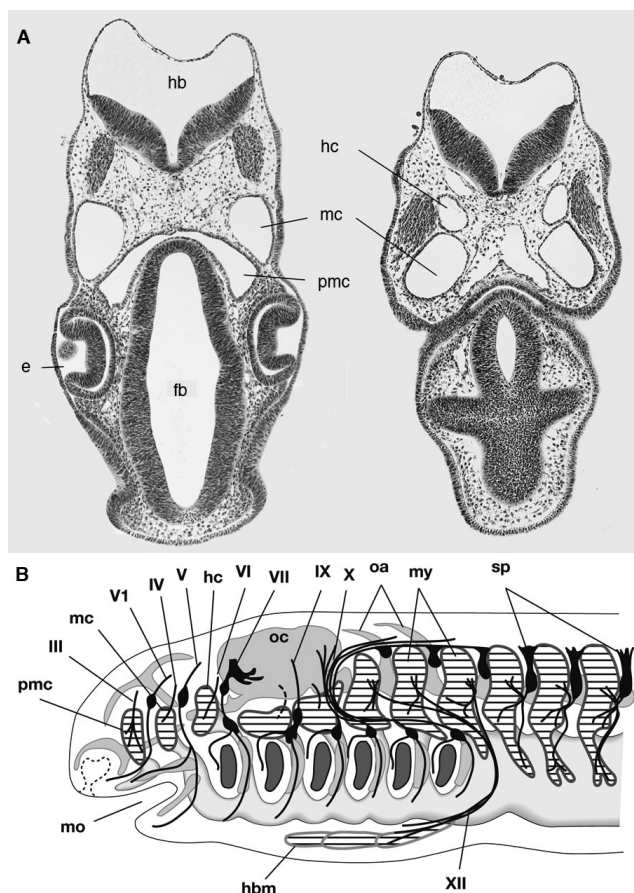 A
hb
hc
mc
pmc
e
fb
B
V IV V1 mc III pmc
hc VI VII IX X oa my sp
oc
mo
hbm
XII